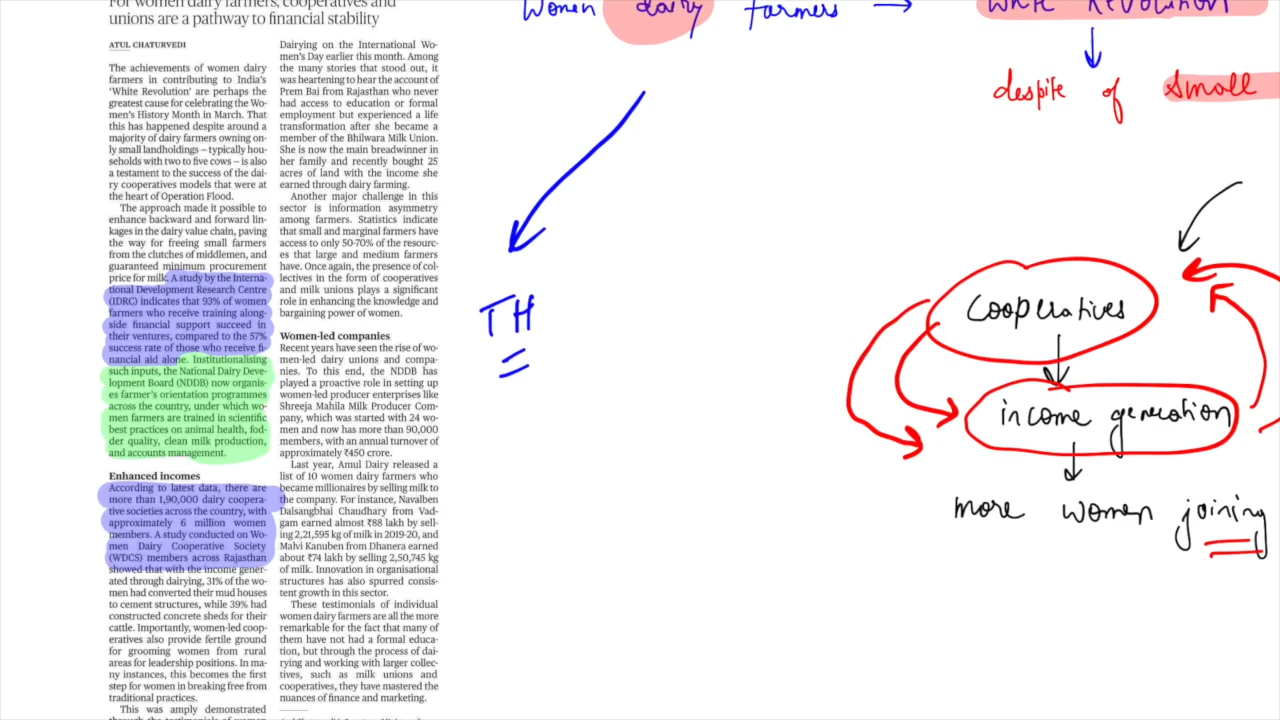 For women dairy farmers, cooperatives and
unions are a pathway to financial stability
ATUL CHATURVEDI
The achievements of women dairy
farmers in contributing to India's
'White Revolution' are perhaps the
greatest cause for celebrating the Wo-
men's History Month in March. That
this has happened despite around a
majority of dairy farmers owning on-
ly small landholdings – typically hou-
seholds with two to five cows – is also
a testament to the success of the dai-
ry cooperatives models that were at
the heart of Operation Flood.
The approach made it possible to
enhance backward and forward lin-
kages in the dairy value chain, paving
the way for freeing small farmers
from the clutches of middlemen, and
guaranteed minimum procurement
price for milk. A study by the Interna-
tional Development Research Centre
(IDRC) indicates that 93% of women
farmers who receive training along-
side financial support succeed in
their ventures, compared to the 57%
success rate of those who receive fi-
nancial aid alone. Institutionalising
such inputs, the National Dairy Deve-
lopment Board (NDDB) now organis-
es farmer's orientation programmes
across the country, under which wo-
men farmers are trained in scientific
best practices on animal health, fod-
der quality, clean milk production,
and accounts management.
Enhanced incomes
According to latest data, there are
more than 1,90,000 dairy coopera-
tive societies across the country, with
approximately 6 million women
members. A study conducted on Wo-
men Dairy Cooperative Society
(WDCS) members across Rajasthan
showed that with the income gener-
ated through dairying, 31% of the wo-
men had converted their mud houses
to cement structures, while 39% had
constructed concrete sheds for their
cattle. Importantly, women-led coop-
eratives also provide fertile ground
for grooming women from rural
areas for leadership positions. In ma-
ny instances, this becomes the first
step for women in breaking free from
traditional practices.
This was amply demonstrated
through the testimonials of women
Dairying on the International Wo-
men's Day earlier this month. Among
the many stories that stood out, it
was heartening to hear the account of
Prem Bai from Rajasthan who never
had access to education or formal
employment but experienced a life
transformation after she became a
member of the Bhilwara Milk Union.
She is now the main breadwinner in
her family and recently bought 25
acres of land with the income she
earned through dairy farming.
Another major challenge in this
sector is information asymmetry
among farmers. Statistics indicate
that small and marginal farmers have
access to only 50-70% of the resourc-
es that large and medium farmers
have. Once again, the presence of col-
lectives in the form of cooperatives
and milk unions plays a significant
role in enhancing the knowledge and
bargaining power of women.
Women-led companies
Recent years have seen the rise of wo-
men-led dairy unions and compa-
nies. To this end, the NDDB has
played a proactive role in setting up
women-led producer enterprises like
Shreeja Mahila Milk Producer Com-
pany, which was started with 24 wo-
men and now has more than 90,000
members, with an annual turnover of
approximately ₹450 crore.
Last year, Amul Dairy released a
list of 10 women dairy farmers who
became millionaires by selling milk to
the company. For instance, Navalben
Dalsangbhai Chaudhary from Vad-
gam earned almost ₹88 lakh by sell-
ing 2,21,595 kg of milk in 2019-20, and
Malvi Kanuben from Dhanera earned
about ₹74 lakh by selling 2,50,745 kg
of milk. Innovation in organisational
structures has also spurred consis-
tent growth in this sector.
These testimonials of individual
women dairy farmers are all the more
remarkable for the fact that many of
them have not had a formal educa-
tion, but through the process of dai-
rying and working with larger collec-
tives, such as milk unions and
cooperatives, they have mastered the
nuances of finance and marketing.
Women dairy farmers → White Revolution
despite of small
TH
cooperatives
income generation
more women joining